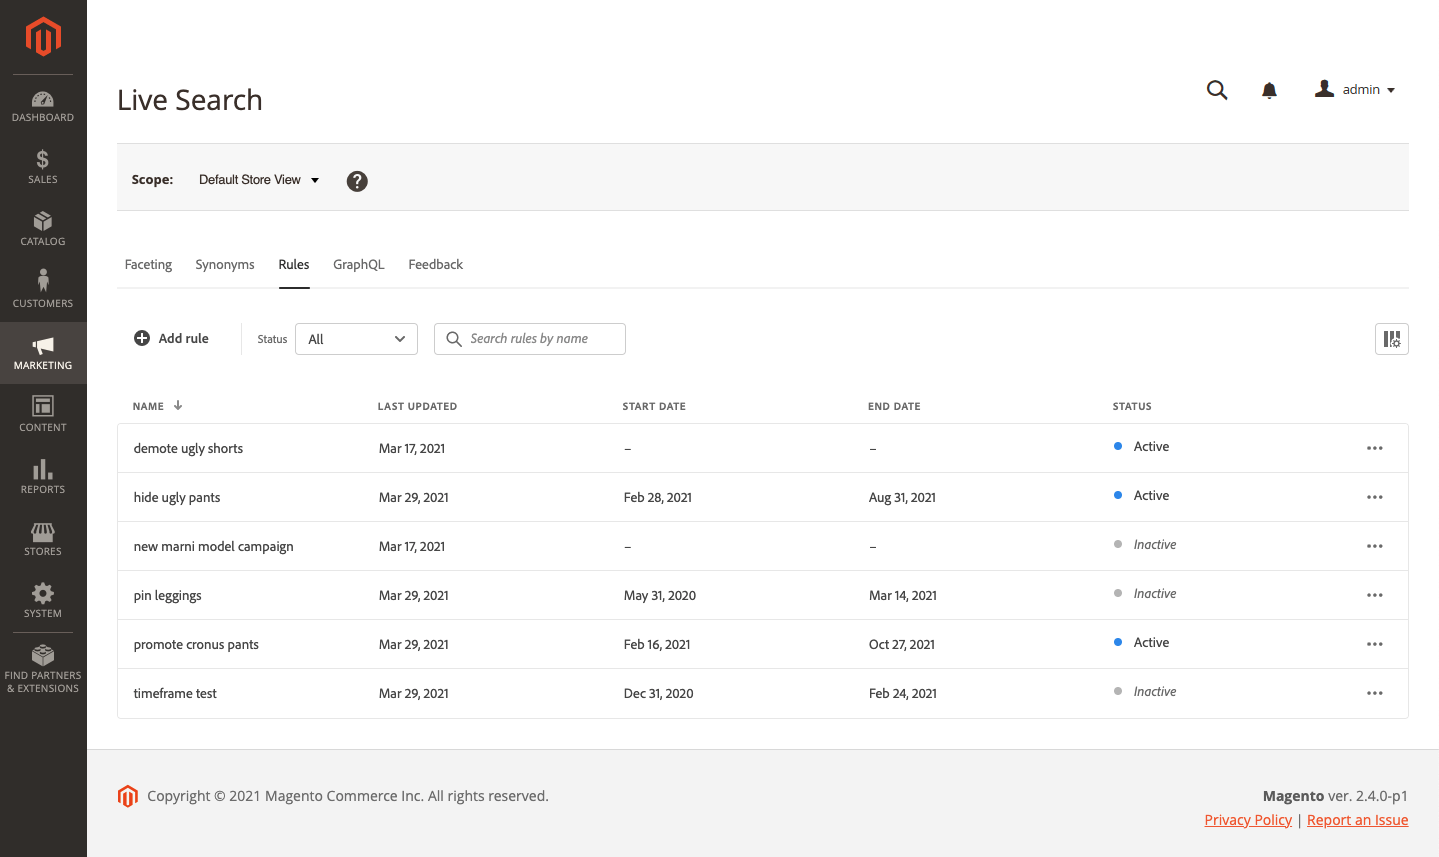 Live Search
admin
Scope: Default Store View
DASHBOARD
SALES
CATALOG
CUSTOMERS
MARKETING
CONTENT
REPORTS
STORES
SYSTEM
FIND PARTNERS
& EXTENSIONS
Faceting Synonyms Rules GraphQL Feedback
Add rule Status All Search rules by name
NAME LAST UPDATED START DATE END DATE STATUS
demote ugly shorts Mar 17, 2021 – – Active
hide ugly pants Mar 29, 2021 Feb 28, 2021 Aug 31, 2021 Active
new marni model campaign Mar 17, 2021 – – Inactive
pin leggings Mar 29, 2021 May 31, 2020 Mar 14, 2021 Inactive
promote cronus pants Mar 29, 2021 Feb 16, 2021 Oct 27, 2021 Active
timeframe test Mar 29, 2021 Dec 31, 2020 Feb 24, 2021 Inactive
Copyright © 2021 Magento Commerce Inc. All rights reserved. Magento ver. 2.4.0-p1
Privacy Policy | Report an Issue